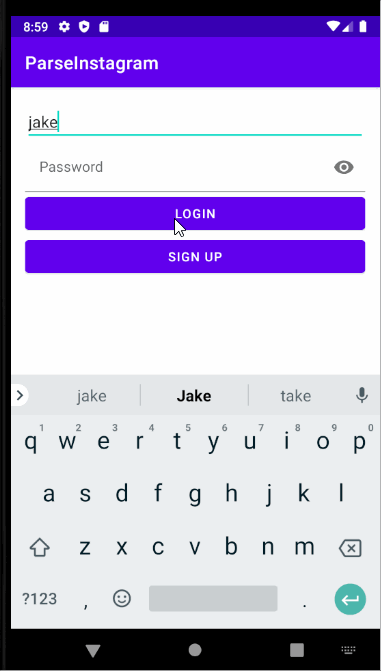 8:59
ParseInstagram
jake
Password
LOGIN
SIGN UP
jake Jake take
1 2 3 4 5 6 7 8 9 0
q w e r t y u i o p
a s d f g h j k l
z x c v b n m
?123 , .